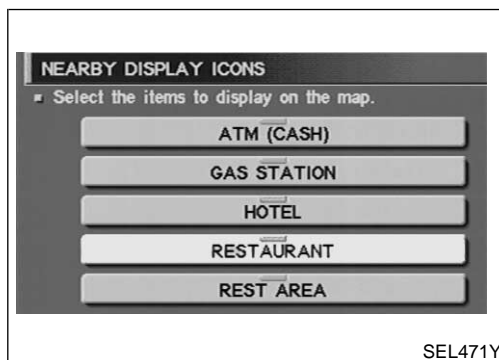 NEARBY DISPLAY ICONS
Select the items to display on the map.
ATM (CASH)
GAS STATION
HOTEL
RESTAURANT
REST AREA
SEL471Y